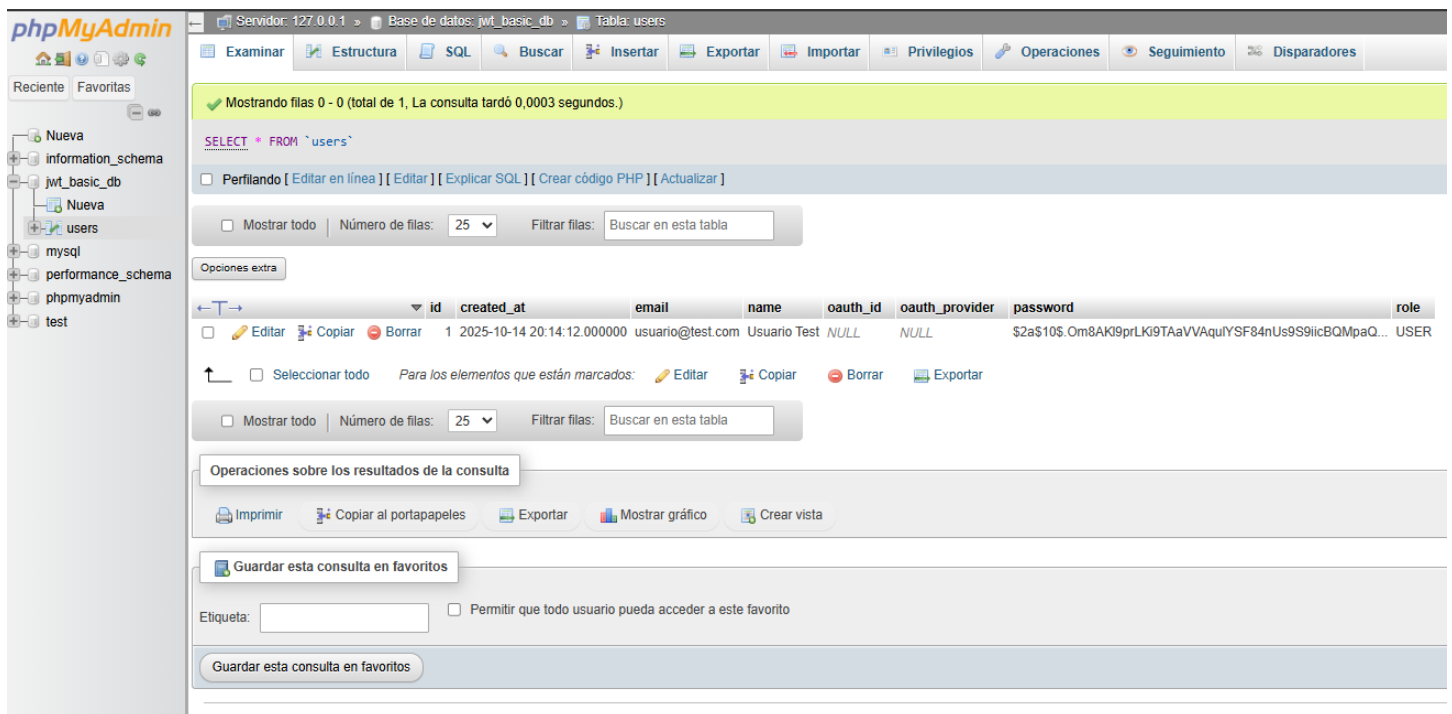 phpMyAdmin
Reciente Favoritas
Nueva
information_schema
jwt_basic_db
Nueva
users
mysql
performance_schema
phpmyadmin
test
Servidor: 127.0.0.1 » Base de datos: jwt_basic_db » Tabla: users
Examinar Estructura SQL Buscar Insertar Exportar Importar Privilegios Operaciones Seguimiento Disparadores
Mostrando filas 0 - 0 (total de 1, La consulta tardó 0,0003 segundos.)
SELECT * FROM `users`
Perfilando [ Editar en línea ] [ Editar ] [ Explicar SQL ] [ Crear código PHP ] [ Actualizar ]
Mostrar todo | Número de filas: 25 Filtrar filas: Buscar en esta tabla
Opciones extra
←T→ id created_at email name oauth_id oauth_provider password role
Editar Copiar Borrar 1 2025-10-14 20:14:12.000000 usuario@test.com Usuario Test NULL NULL $2a$10$.Om8AKl9prLKi9TAaVVAqulYSF84nUs9S9iicBQMpaQ... USER
Seleccionar todo Para los elementos que están marcados: Editar Copiar Borrar Exportar
Mostrar todo | Número de filas: 25 Filtrar filas: Buscar en esta tabla
Operaciones sobre los resultados de la consulta
Imprimir Copiar al portapapeles Exportar Mostrar gráfico Crear vista
Guardar esta consulta en favoritos
Etiqueta: Permitir que todo usuario pueda acceder a este favorito
Guardar esta consulta en favoritos